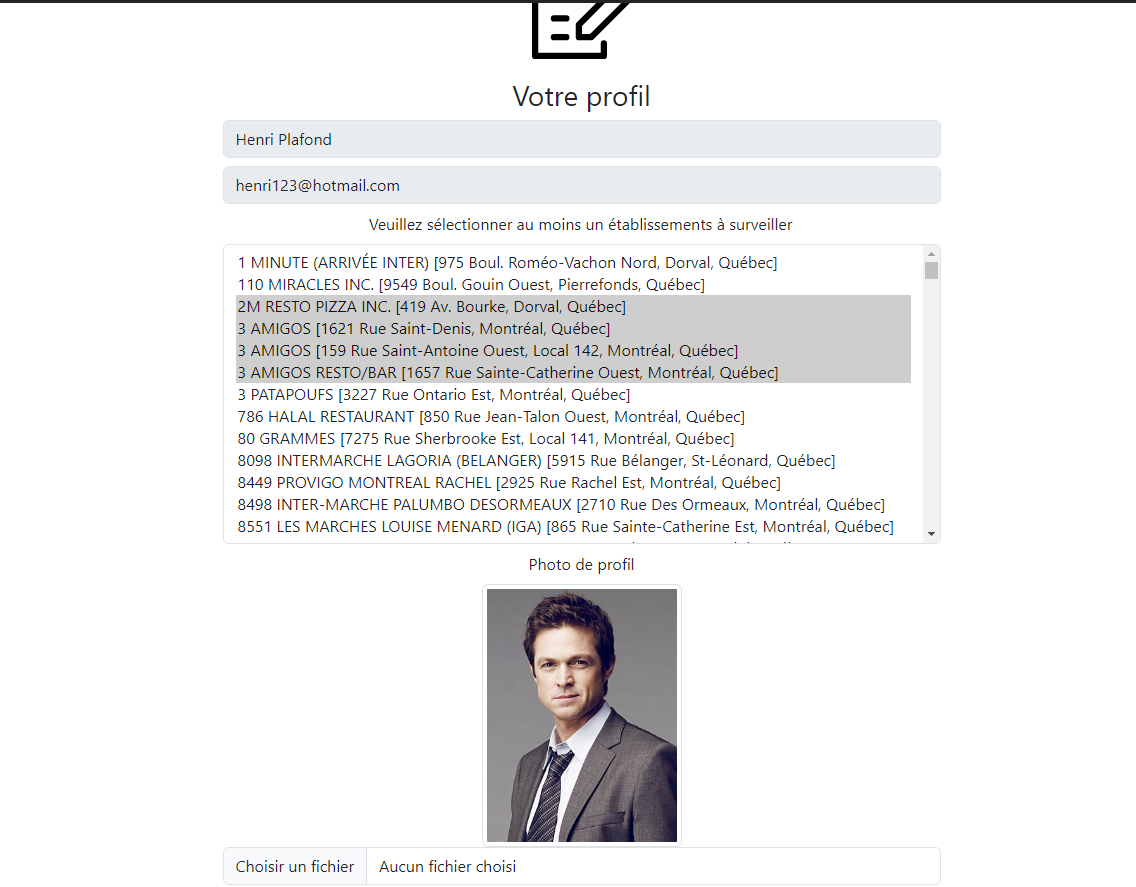 Votre profil
Henri Plafond
henri123@hotmail.com
Veuillez sélectionner au moins un établissements à surveiller
1 MINUTE (ARRIVÉE INTER) [975 Boul. Roméo-Vachon Nord, Dorval, Québec]
110 MIRACLES INC. [9549 Boul. Gouin Ouest, Pierrefonds, Québec]
2M RESTO PIZZA INC. [419 Av. Bourke, Dorval, Québec]
3 AMIGOS [1621 Rue Saint-Denis, Montréal, Québec]
3 AMIGOS [159 Rue Saint-Antoine Ouest, Local 142, Montréal, Québec]
3 AMIGOS RESTO/BAR [1657 Rue Sainte-Catherine Ouest, Montréal, Québec]
3 PATAPOUFS [3227 Rue Ontario Est, Montréal, Québec]
786 HALAL RESTAURANT [850 Rue Jean-Talon Ouest, Montréal, Québec]
80 GRAMMES [7275 Rue Sherbrooke Est, Local 141, Montréal, Québec]
8098 INTERMARCHE LAGORIA (BELANGER) [5915 Rue Bélanger, St-Léonard, Québec]
8449 PROVIGO MONTREAL RACHEL [2925 Rue Rachel Est, Montréal, Québec]
8498 INTER-MARCHE PALUMBO DESORMEAUX [2710 Rue Des Ormeaux, Montréal, Québec]
8551 LES MARCHES LOUISE MENARD (IGA) [865 Rue Sainte-Catherine Est, Montréal, Québec]
Photo de profil
Choisir un fichier Aucun fichier choisi